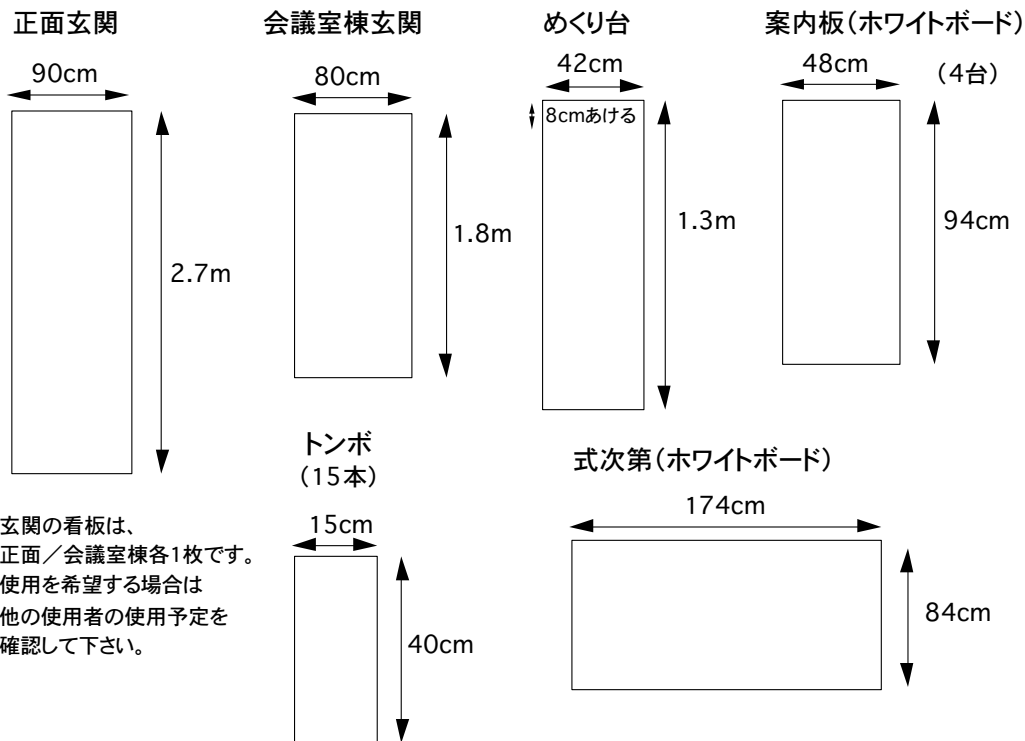 正面玄関
90cm
2.7m
会議室棟玄関
80cm
1.8m
めくり台
42cm
8cmあける
1.3m
案内板(ホワイトボード)
(4台)
48cm
94cm
玄関の看板は、
正面／会議室棟各1枚です。
使用を希望する場合は
他の使用者の使用予定を
確認して下さい。
トンボ
(15本)
15cm
40cm
式次第(ホワイトボード)
174cm
84cm